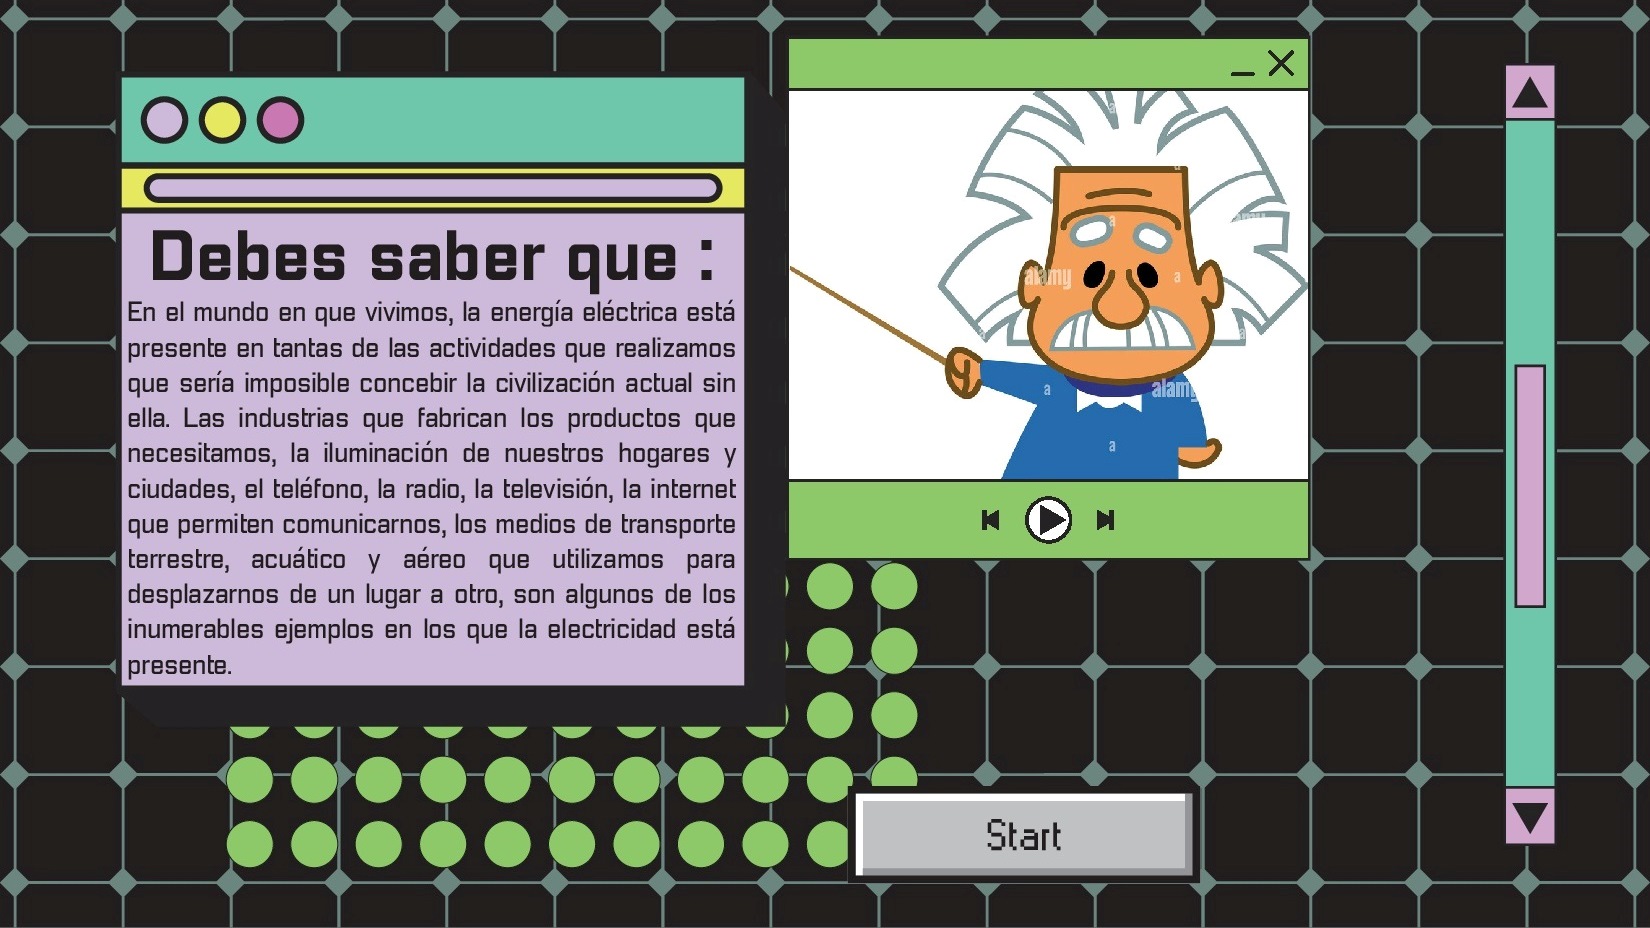 Debes saber que :
En el mundo en que vivimos, la energía eléctrica está
presente en tantas de las actividades que realizamos
que sería imposible concebir la civilización actual sin
ella. Las industrias que fabrican los productos que
necesitamos, la iluminación de nuestros hogares y
ciudades, el teléfono, la radio, la televisión, la internet
que permiten comunicarnos, los medios de transporte
terrestre, acuático y aéreo que utilizamos para
desplazarnos de un lugar a otro, son algunos de los
inumerables ejemplos en los que la electricidad está
presente.
a
a
alamy
a
alamy
a
a
alamy
a
Start